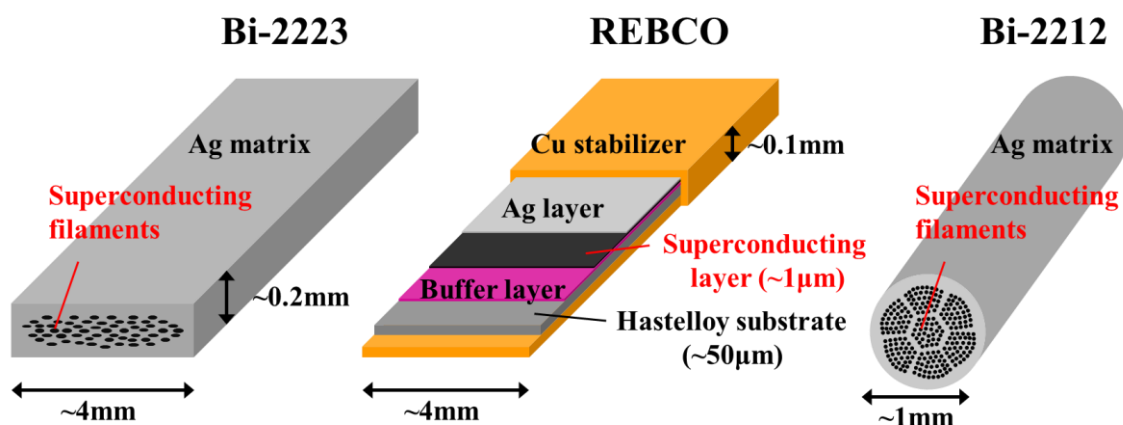 Bi-2223
REBCO
Bi-2212
Ag matrix
Superconducting
filaments
~0.2mm
~4mm
Cu stabilizer
~0.1mm
Ag layer
Superconducting
layer (~1μm)
Buffer layer
Hastelloy substrate
(~50μm)
~4mm
Ag matrix
Superconducting
filaments
~1mm